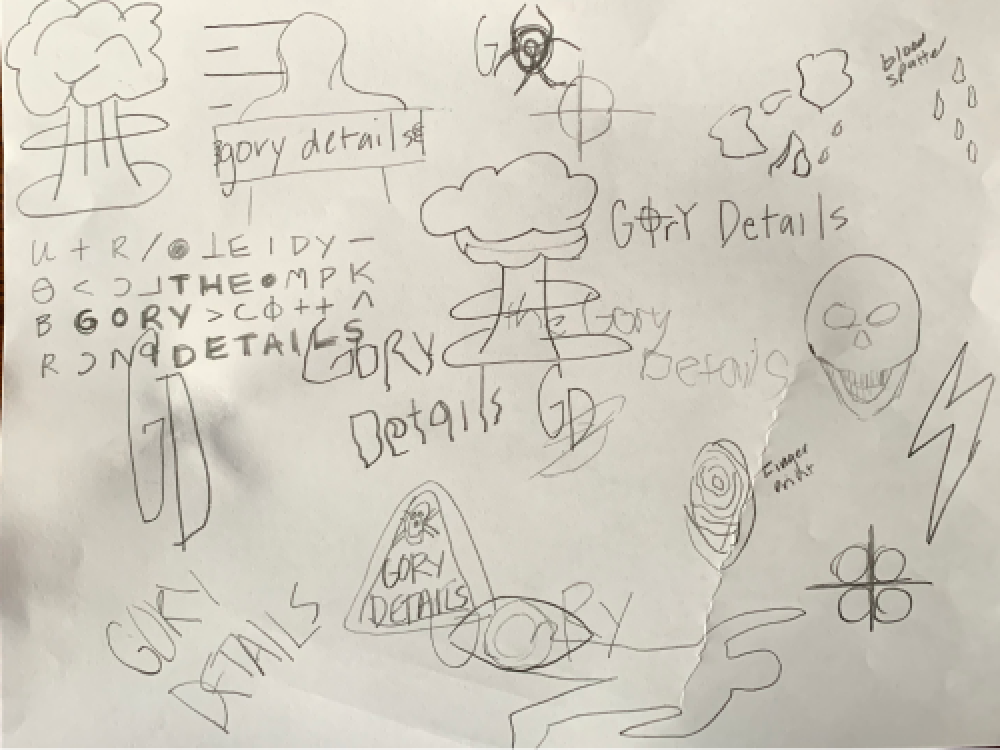 G
blood
spatter
gory details
GORY Details
U + R / ● ⊥ E I D Y —
Θ < Ɔ ⅃ THE ● M P K
B GORY > C ϕ + + ^
R Ɔ N 9 DETAILS
the Gory
Details
GORY
Details
GD
GD
Finger
Print
GORY
DETAILS
GORY
DETAILS
GORY